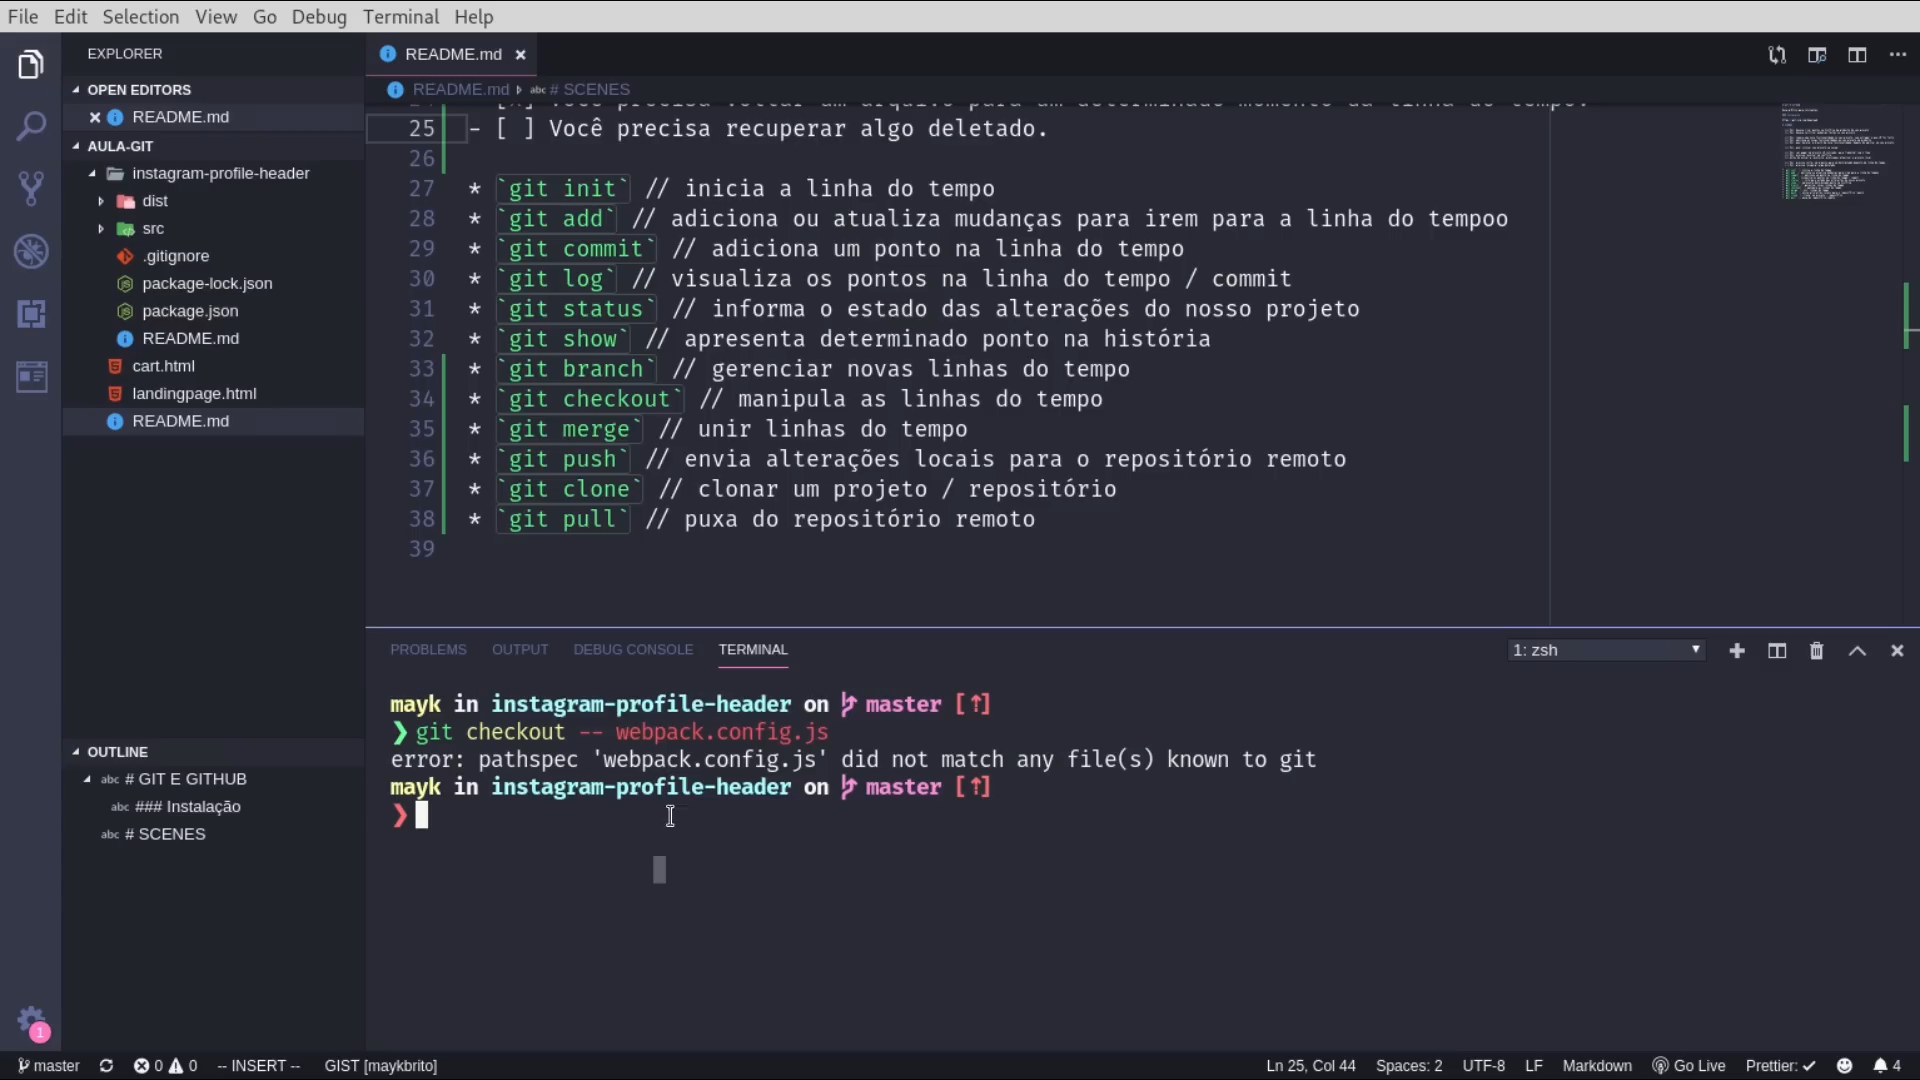 File Edit Selection View Go Debug Terminal Help
EXPLORER
OPEN EDITORS
README.md
AULA-GIT
instagram-profile-header
dist
src
.gitignore
package-lock.json
package.json
README.md
cart.html
landingpage.html
README.md
OUTLINE
abc # GIT E GITHUB
abc ### Instalação
abc # SCENES
1
README.md
README.md abc # SCENES
25 - [ ] Você precisa recuperar algo deletado.
26
27 * `git init` // inicia a linha do tempo
28 * `git add` // adiciona ou atualiza mudanças para irem para a linha do tempoo
29 * `git commit` // adiciona um ponto na linha do tempo
30 * `git log` // visualiza os pontos na linha do tempo / commit
31 * `git status` // informa o estado das alterações do nosso projeto
32 * `git show` // apresenta determinado ponto na história
33 * `git branch` // gerenciar novas linhas do tempo
34 * `git checkout` // manipula as linhas do tempo
35 * `git merge` // unir linhas do tempo
36 * `git push` // envia alterações locais para o repositório remoto
37 * `git clone` // clonar um projeto / repositório
38 * `git pull` // puxa do repositório remoto
39
PROBLEMS OUTPUT DEBUG CONSOLE TERMINAL 1: zsh
mayk in instagram-profile-header on master [↑]
❯ git checkout -- webpack.config.js
error: pathspec 'webpack.config.js' did not match any file(s) known to git
mayk in instagram-profile-header on master [↑]
❯
master 0 0 -- INSERT -- GIST [maykbrito] Ln 25, Col 44 Spaces: 2 UTF-8 LF Markdown Go Live Prettier: ✓ 4